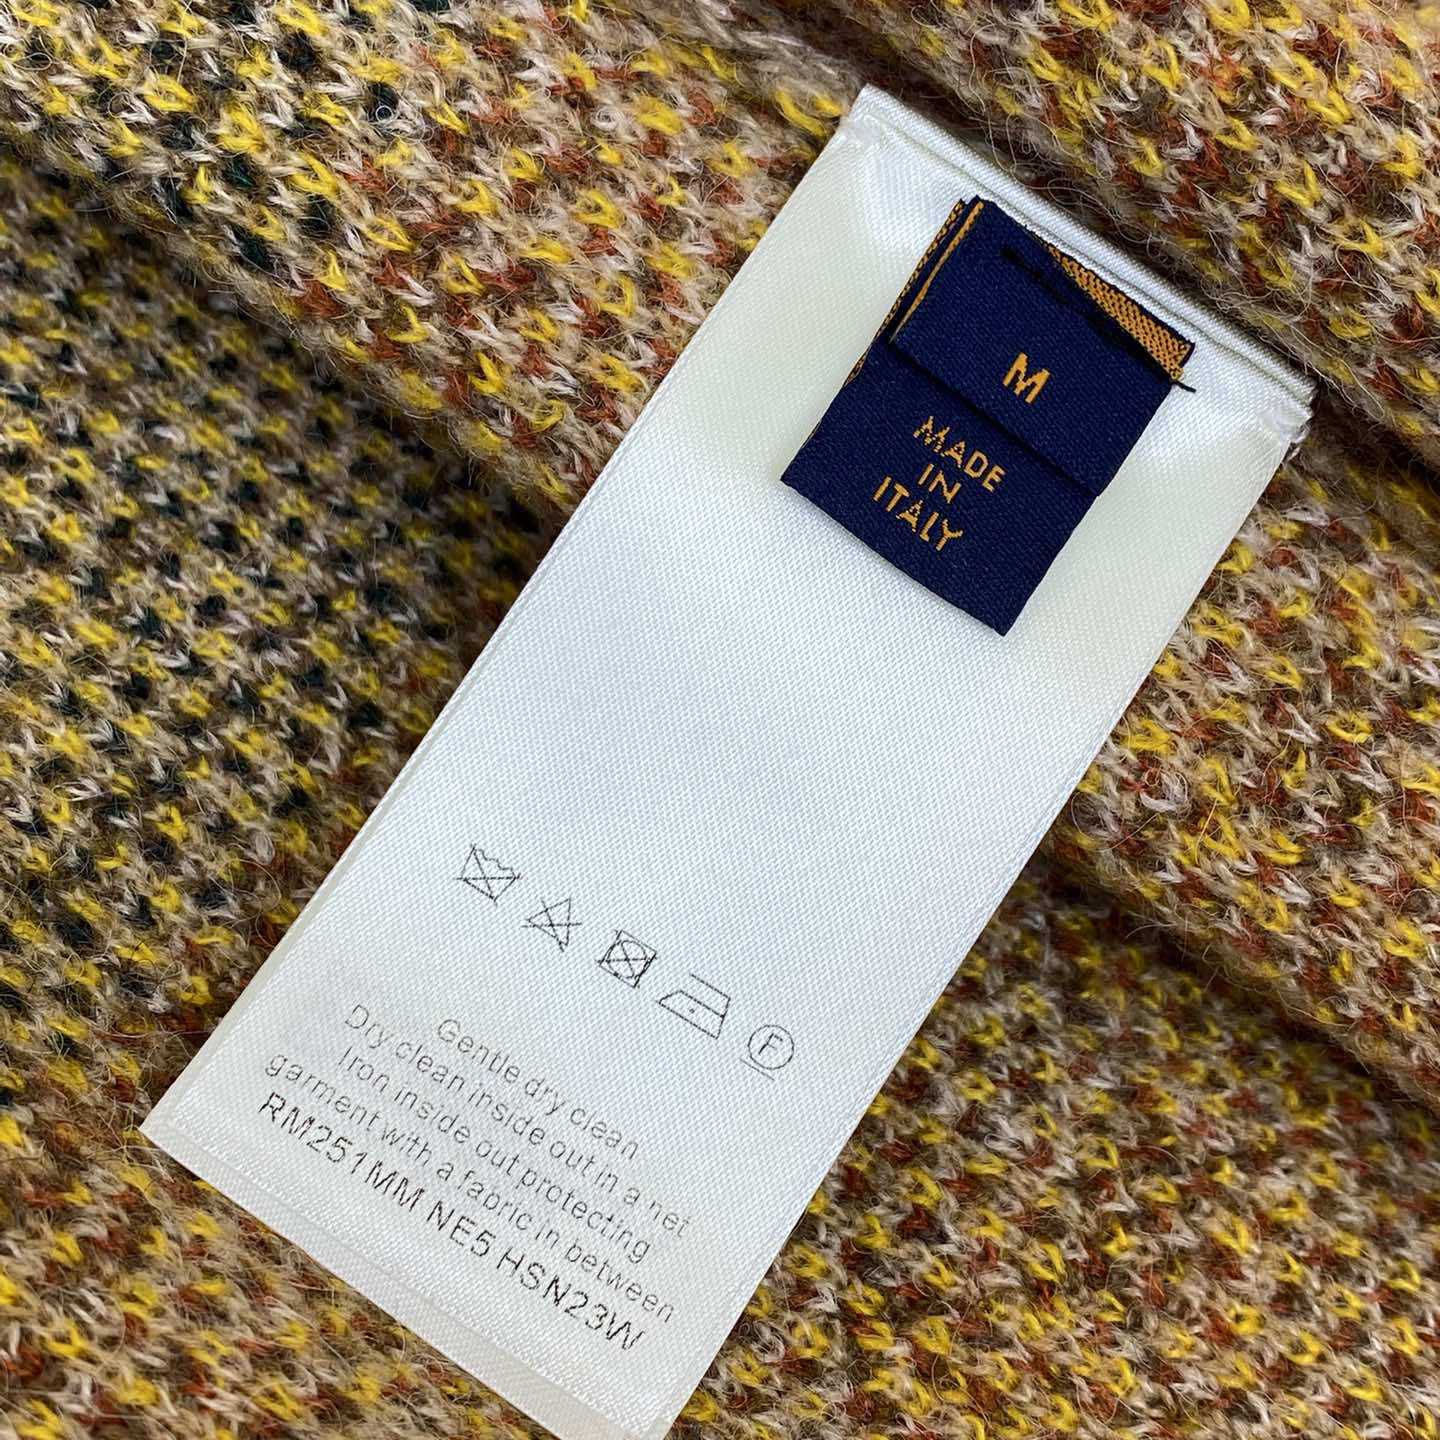 M
MADE
IN
ITALY
F
Gentle dry clean
Dry clean inside out in a net
Iron inside out protecting
garment with a fabric in between
RM251MM NE5 HSN23W